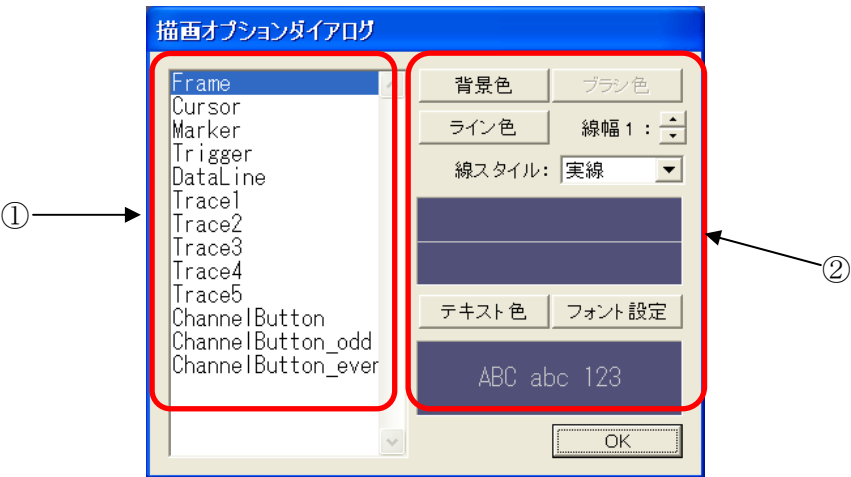 描画オプションダイアログ
①
Frame
Cursor
Marker
Trigger
DataLine
Trace1
Trace2
Trace3
Trace4
Trace5
ChannelButton
ChannelButton_odd
ChannelButton_ever
背景色 ブラシ色
ライン色 線幅1:
線スタイル: 実線
テキスト色 フォント設定
ABC abc 123
OK
②